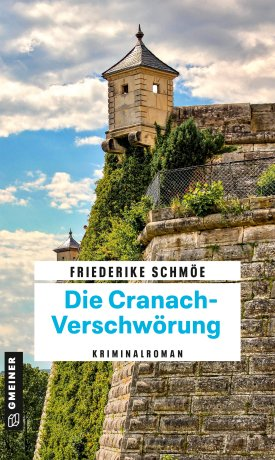 FRIEDERIKE SCHMÖE
Die Cranach-
Verschwörung
KRIMINALROMAN
GMEINER